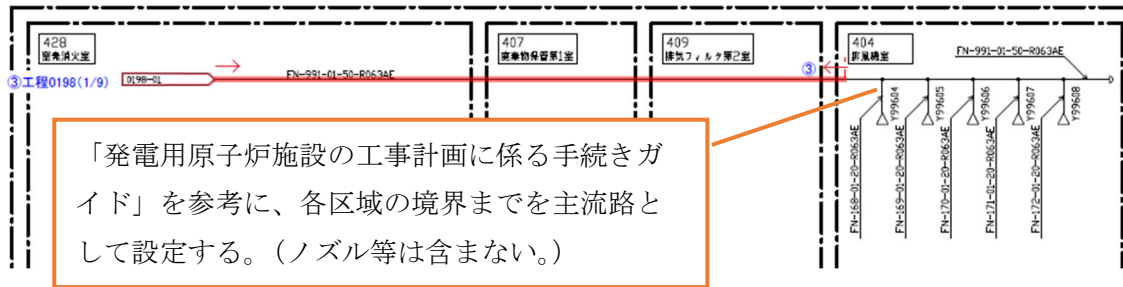 428
窒素消火室
407
廃棄物保管第1室
409
排気フィルタ第2室
404
排風機室
FN-991-01-50-R063AE
③工程0198(1/9)
0198-01
FN-991-01-50-R063AE
③
Y99604
Y99605
Y99606
Y99607
Y99608
FN-168-01-20-R063AE
FN-169-01-20-R063AE
FN-170-01-20-R063AE
FN-171-01-20-R063AE
FN-172-01-20-R063AE
「発電用原子炉施設の工事計画に係る手続きガ
イド」を参考に、各区域の境界までを主流路と
して設定する。（ノズル等は含まない。）